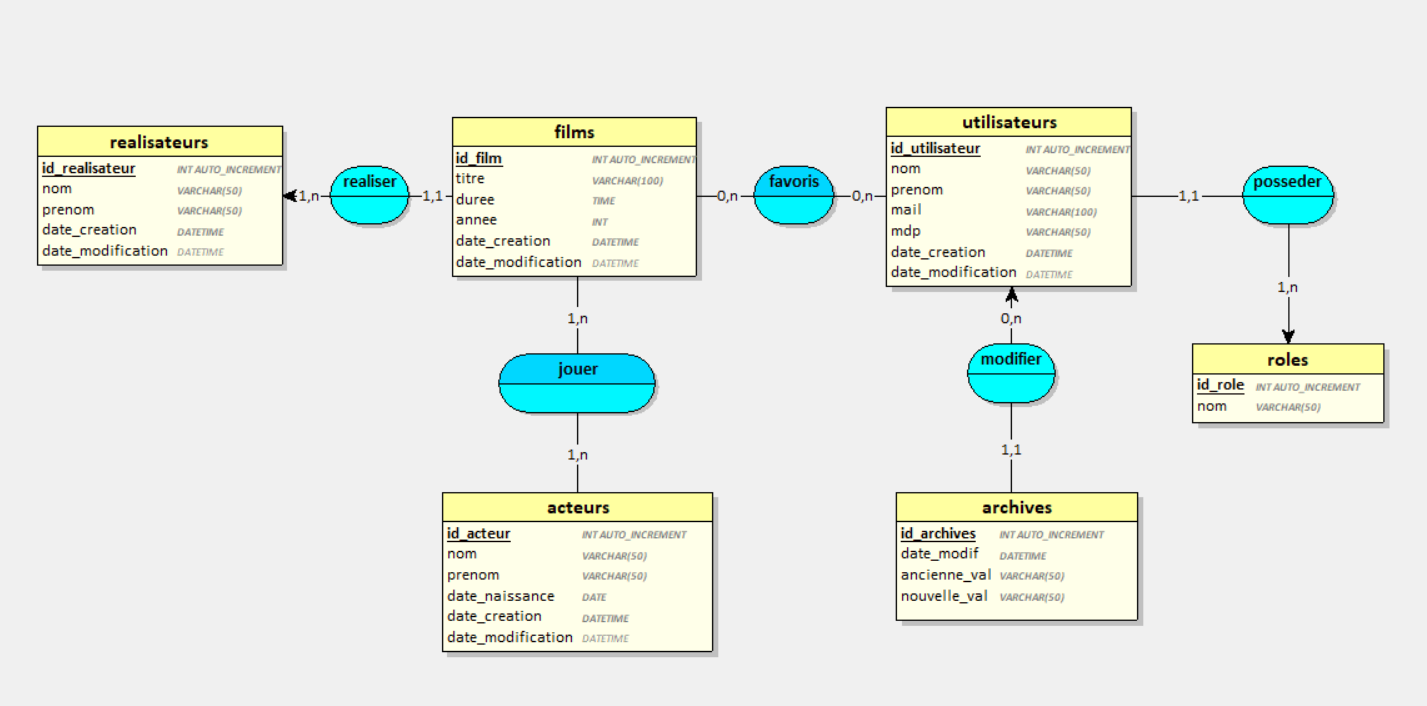 realisateurs
id_realisateur INT AUTO_INCREMENT
nom VARCHAR(50)
prenom VARCHAR(50)
date_creation DATETIME
date_modification DATETIME
1,n
realiser
1,1
films
id_film INT AUTO_INCREMENT
titre VARCHAR(100)
duree TIME
annee INT
date_creation DATETIME
date_modification DATETIME
0,n
favoris
0,n
utilisateurs
id_utilisateur INT AUTO_INCREMENT
nom VARCHAR(50)
prenom VARCHAR(50)
mail VARCHAR(100)
mdp VARCHAR(50)
date_creation DATETIME
date_modification DATETIME
1,1
posseder
1,n
roles
id_role INT AUTO_INCREMENT
nom VARCHAR(50)
1,n
jouer
1,n
acteurs
id_acteur INT AUTO_INCREMENT
nom VARCHAR(50)
prenom VARCHAR(50)
date_naissance DATE
date_creation DATETIME
date_modification DATETIME
0,n
modifier
1,1
archives
id_archives INT AUTO_INCREMENT
date_modif DATETIME
ancienne_val VARCHAR(50)
nouvelle_val VARCHAR(50)